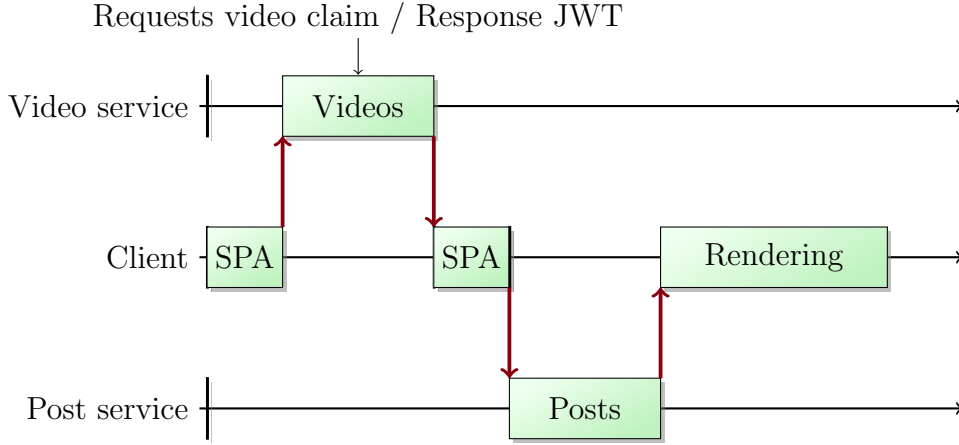 Requests video claim / Response JWT
Video service
Videos
Client
SPA
SPA
Rendering
Post service
Posts